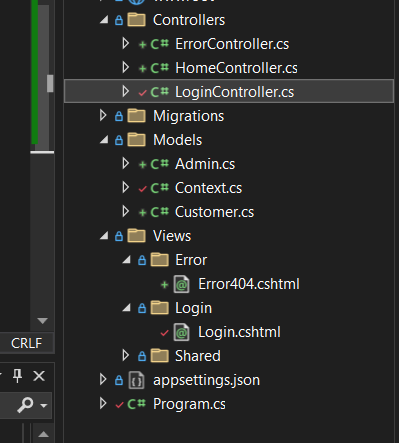 Controllers
C# ErrorController.cs
C# HomeController.cs
C# LoginController.cs
Migrations
Models
C# Admin.cs
C# Context.cs
C# Customer.cs
Views
Error
@ Error404.cshtml
Login
@ Login.cshtml
CRLF
Shared
appsettings.json
C# Program.cs